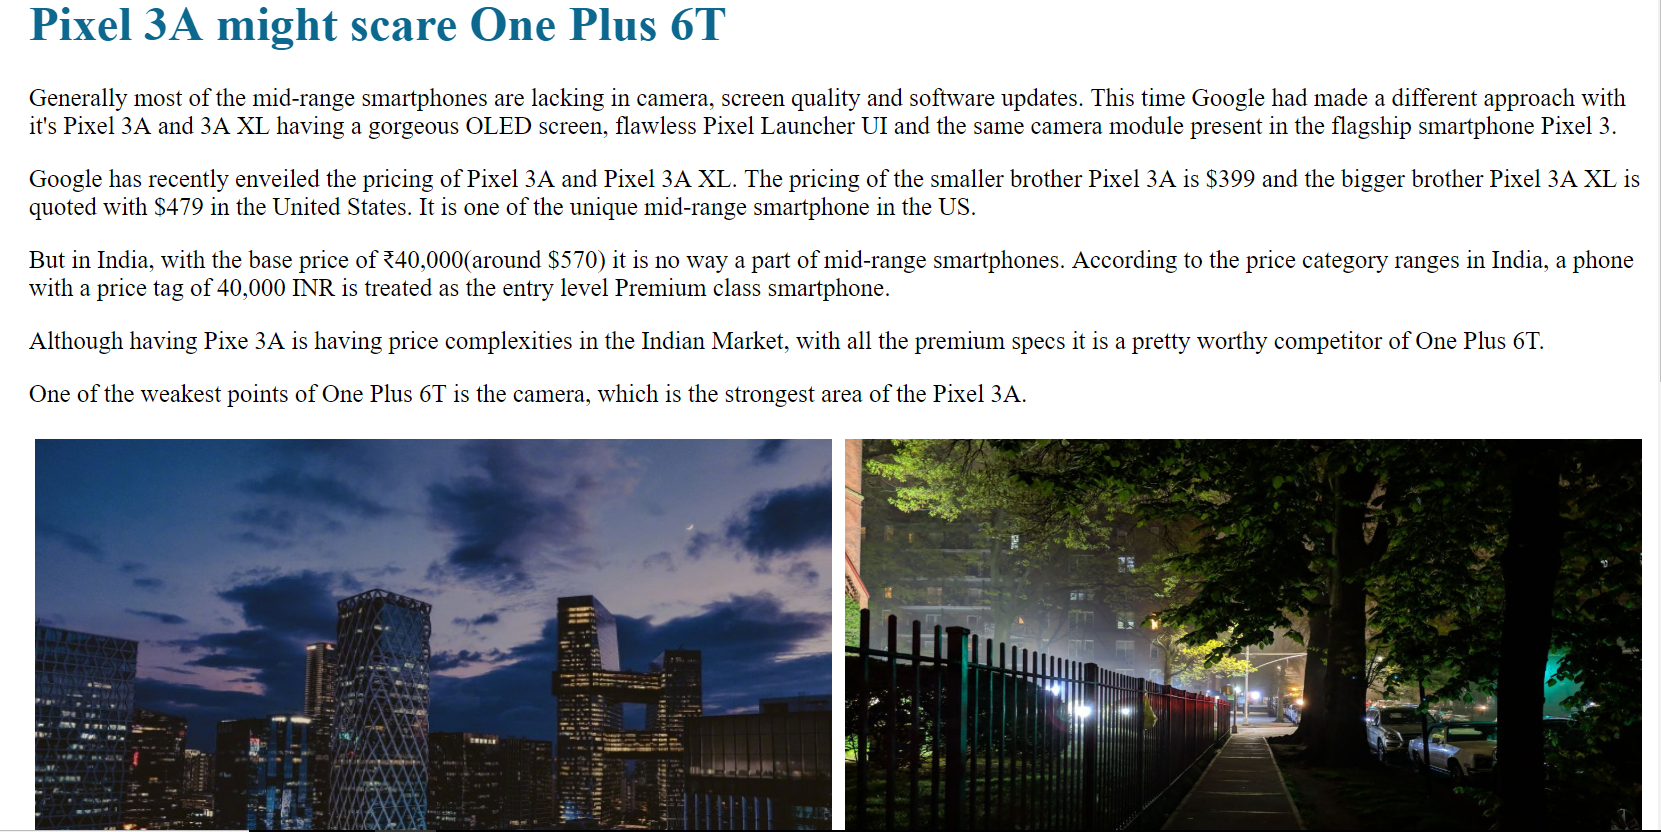 Pixel 3A might scare One Plus 6T
Generally most of the mid-range smartphones are lacking in camera, screen quality and software updates. This time Google had made a different approach with
it's Pixel 3A and 3A XL having a gorgeous OLED screen, flawless Pixel Launcher UI and the same camera module present in the flagship smartphone Pixel 3.
Google has recently enveiled the pricing of Pixel 3A and Pixel 3A XL. The pricing of the smaller brother Pixel 3A is $399 and the bigger brother Pixel 3A XL is
quoted with $479 in the United States. It is one of the unique mid-range smartphone in the US.
But in India, with the base price of ₹40,000(around $570) it is no way a part of mid-range smartphones. According to the price category ranges in India, a phone
with a price tag of 40,000 INR is treated as the entry level Premium class smartphone.
Although having Pixe 3A is having price complexities in the Indian Market, with all the premium specs it is a pretty worthy competitor of One Plus 6T.
One of the weakest points of One Plus 6T is the camera, which is the strongest area of the Pixel 3A.